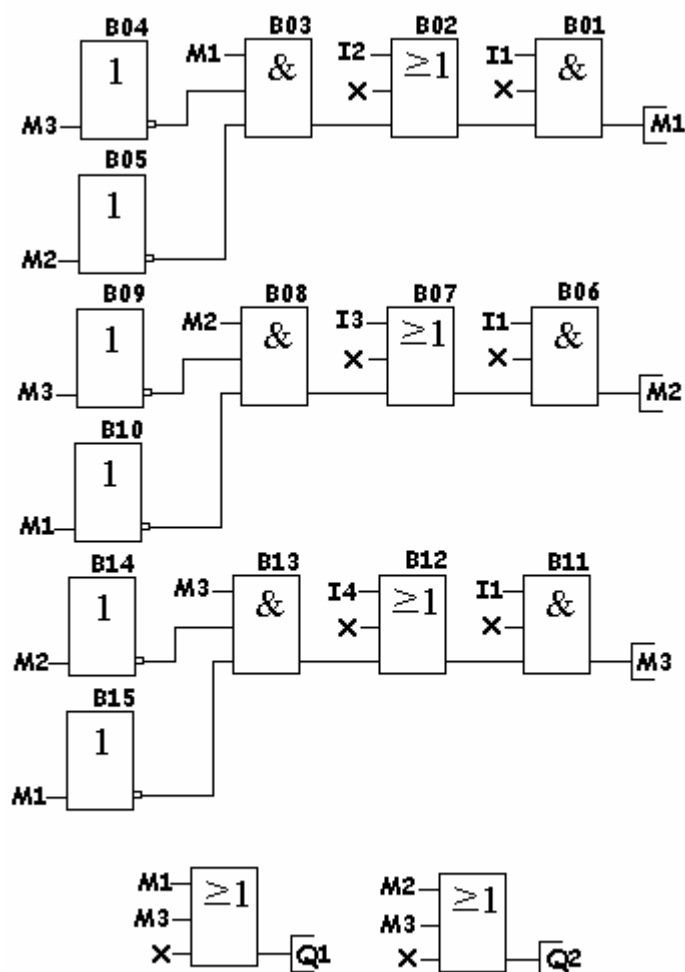 B04 B03 B02 B01
M1 I2 I1
1 & ≥1 &
× ×
M3 M1
B05
1
M2
B09 B08 B07 B06
M2 I3 I1
1 & ≥1 &
× ×
M3 M2
B10
1
M1
B14 B13 B12 B11
M3 I4 I1
1 & ≥1 &
× ×
M2 M3
B15
1
M1
M1 ≥1 M2 ≥1
M3 M3
× Q1 × Q2